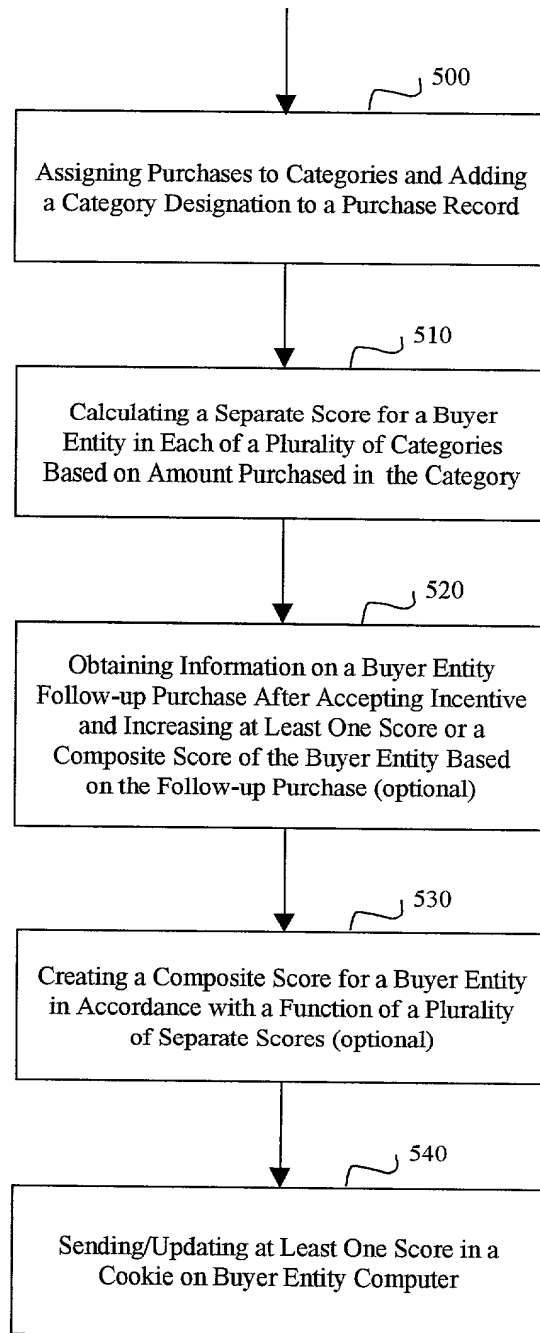 500
Assigning Purchases to Categories and Adding
a Category Designation to a Purchase Record
510
Calculating a Separate Score for a Buyer
Entity in Each of a Plurality of Categories
Based on Amount Purchased in the Category
520
Obtaining Information on a Buyer Entity
Follow-up Purchase After Accepting Incentive
and Increasing at Least One Score or a
Composite Score of the Buyer Entity Based
on the Follow-up Purchase (optional)
530
Creating a Composite Score for a Buyer Entity
in Accordance with a Function of a Plurality
of Separate Scores (optional)
540
Sending/Updating at Least One Score in a
Cookie on Buyer Entity Computer